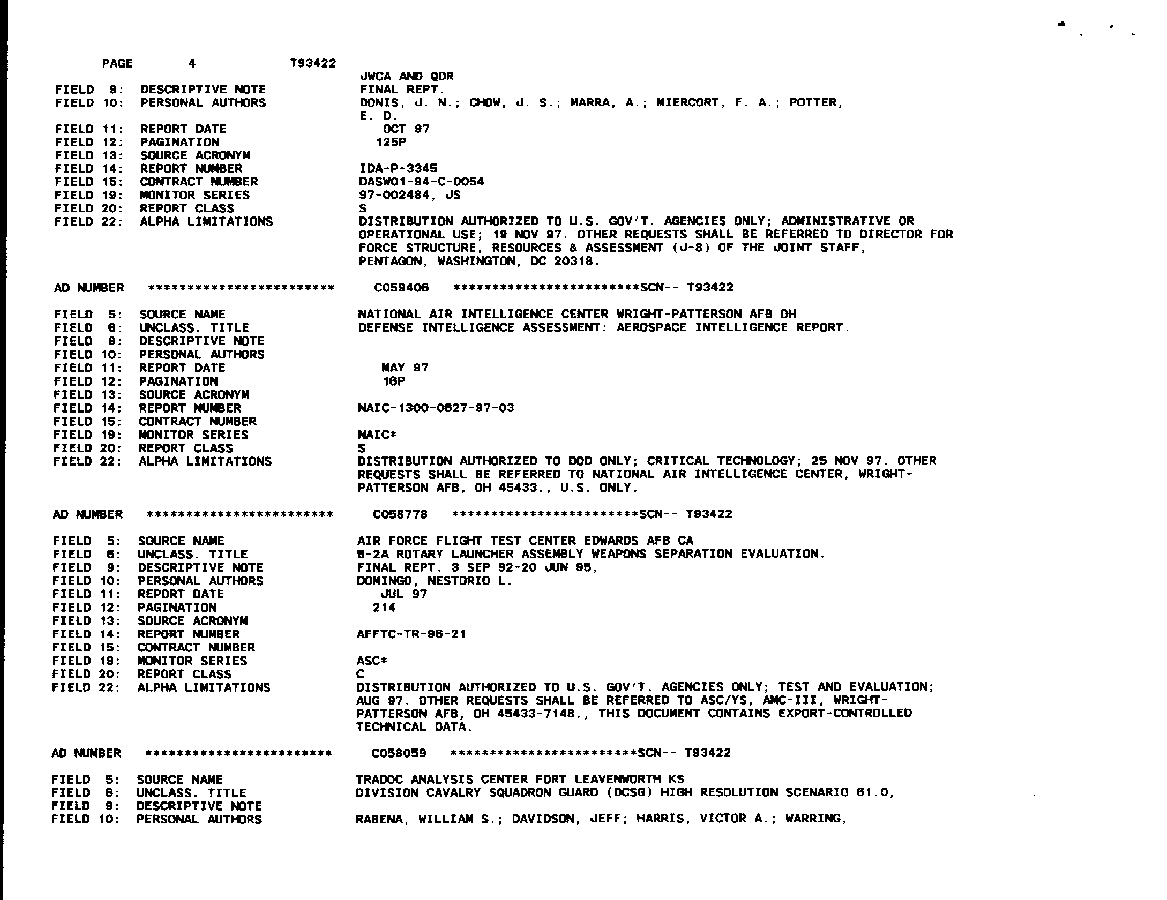 PAGE 4 T93422
JWCA AND QDR
FIELD 9: DESCRIPTIVE NOTE FINAL REPT.
FIELD 10: PERSONAL AUTHORS DONIS, J. N.; CHOW, J. S.; MARRA, A.; MIERCORT, F. A.; POTTER,
E. D.
FIELD 11: REPORT DATE OCT 97
FIELD 12: PAGINATION 125P
FIELD 13: SOURCE ACRONYM
FIELD 14: REPORT NUMBER IDA-P-3345
FIELD 15: CONTRACT NUMBER DASW01-94-C-0054
FIELD 19: MONITOR SERIES 97-002484, JS
FIELD 20: REPORT CLASS S
FIELD 22: ALPHA LIMITATIONS DISTRIBUTION AUTHORIZED TO U.S. GOV'T. AGENCIES ONLY; ADMINISTRATIVE OR
OPERATIONAL USE; 19 NOV 97. OTHER REQUESTS SHALL BE REFERRED TO DIRECTOR FOR
FORCE STRUCTURE, RESOURCES & ASSESSMENT (J-8) OF THE JOINT STAFF,
PENTAGON, WASHINGTON, DC 20318.
AD NUMBER ************************ C059406 ************************SCN-- T93422
FIELD 5: SOURCE NAME NATIONAL AIR INTELLIGENCE CENTER WRIGHT-PATTERSON AFB OH
FIELD 6: UNCLASS. TITLE DEFENSE INTELLIGENCE ASSESSMENT: AEROSPACE INTELLIGENCE REPORT.
FIELD 9: DESCRIPTIVE NOTE
FIELD 10: PERSONAL AUTHORS
FIELD 11: REPORT DATE MAY 97
FIELD 12: PAGINATION 16P
FIELD 13: SOURCE ACRONYM
FIELD 14: REPORT NUMBER NAIC-1300-0627-97-03
FIELD 15: CONTRACT NUMBER
FIELD 19: MONITOR SERIES NAIC*
FIELD 20: REPORT CLASS S
FIELD 22: ALPHA LIMITATIONS DISTRIBUTION AUTHORIZED TO DOD ONLY; CRITICAL TECHNOLOGY; 25 NOV 97. OTHER
REQUESTS SHALL BE REFERRED TO NATIONAL AIR INTELLIGENCE CENTER, WRIGHT-
PATTERSON AFB, OH 45433., U.S. ONLY.
AD NUMBER ************************ C058778 ************************SCN-- T93422
FIELD 5: SOURCE NAME AIR FORCE FLIGHT TEST CENTER EDWARDS AFB CA
FIELD 6: UNCLASS. TITLE B-2A ROTARY LAUNCHER ASSEMBLY WEAPONS SEPARATION EVALUATION.
FIELD 9: DESCRIPTIVE NOTE FINAL REPT. 3 SEP 92-20 JUN 95,
FIELD 10: PERSONAL AUTHORS DOMINGO, NESTORIO L.
FIELD 11: REPORT DATE JUL 97
FIELD 12: PAGINATION 214
FIELD 13: SOURCE ACRONYM
FIELD 14: REPORT NUMBER AFFTC-TR-96-21
FIELD 15: CONTRACT NUMBER
FIELD 19: MONITOR SERIES ASC*
FIELD 20: REPORT CLASS C
FIELD 22: ALPHA LIMITATIONS DISTRIBUTION AUTHORIZED TO U.S. GOV'T. AGENCIES ONLY; TEST AND EVALUATION;
AUG 97. OTHER REQUESTS SHALL BE REFERRED TO ASC/YS, AMC-III, WRIGHT-
PATTERSON AFB, OH 45433-7148., THIS DOCUMENT CONTAINS EXPORT-CONTROLLED
TECHNICAL DATA.
AD NUMBER ************************ C058059 ************************SCN-- T93422
FIELD 5: SOURCE NAME TRADOC ANALYSIS CENTER FORT LEAVENWORTH KS
FIELD 6: UNCLASS. TITLE DIVISION CAVALRY SQUADRON GUARD (DCSG) HIGH RESOLUTION SCENARIO 61.0,
FIELD 9: DESCRIPTIVE NOTE
FIELD 10: PERSONAL AUTHORS RABENA, WILLIAM S.; DAVIDSON, JEFF; HARRIS, VICTOR A.; WARRING,